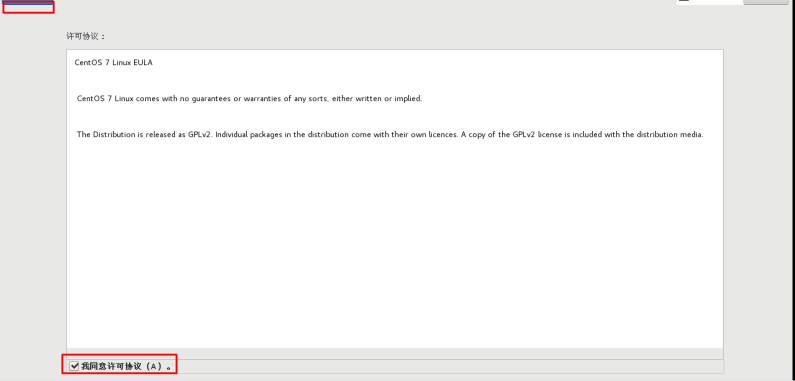 许可协议：
CentOS 7 Linux EULA
CentOS 7 Linux comes with no guarantees or warranties of any sorts, either written or implied.
The Distribution is released as GPLv2. Individual packages in the distribution come with their own licences. A copy of the GPLv2 license is included with the distribution media.
我同意许可协议（A）。